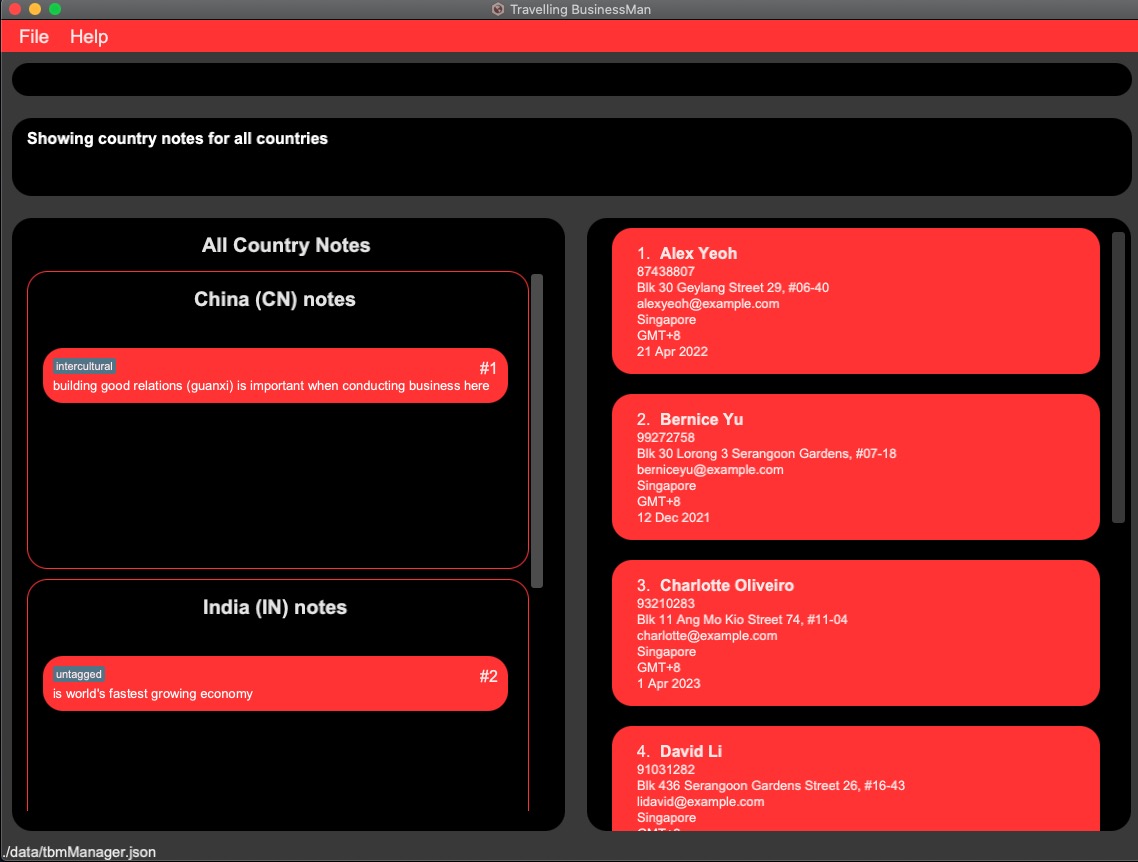 Travelling BusinessMan
File Help
Showing country notes for all countries
All Country Notes
China (CN) notes
intercultural
#1
building good relations (guanxi) is important when conducting business here
India (IN) notes
untagged
#2
is world's fastest growing economy
1. Alex Yeoh
87438807
Blk 30 Geylang Street 29, #06-40
alexyeoh@example.com
Singapore
GMT+8
21 Apr 2022
2. Bernice Yu
99272758
Blk 30 Lorong 3 Serangoon Gardens, #07-18
berniceyu@example.com
Singapore
GMT+8
12 Dec 2021
3. Charlotte Oliveiro
93210283
Blk 11 Ang Mo Kio Street 74, #11-04
charlotte@example.com
Singapore
GMT+8
1 Apr 2023
4. David Li
91031282
Blk 436 Serangoon Gardens Street 26, #16-43
lidavid@example.com
Singapore
./data/tbmManager.json